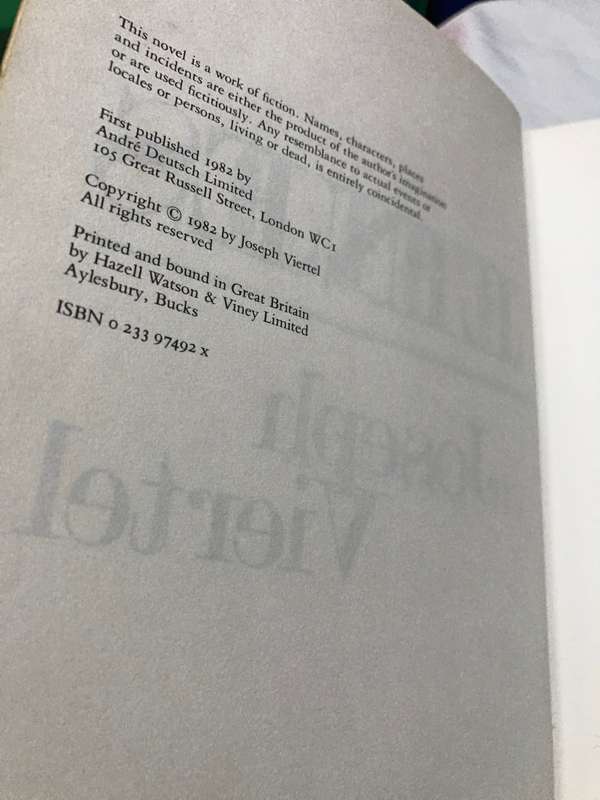 This novel is a work of fiction. Names, characters, places
and incidents are either the product of the author's imagination
or are used fictitiously. Any resemblance to actual events or
locales or persons, living or dead, is entirely coincidental.
First published 1982 by
André Deutsch Limited
105 Great Russell Street, London WC1
Copyright © 1982 by Joseph Viertel
All rights reserved
Printed and bound in Great Britain
by Hazell Watson & Viney Limited
Aylesbury, Bucks
ISBN 0 233 97492 x
Joseph
Viertel